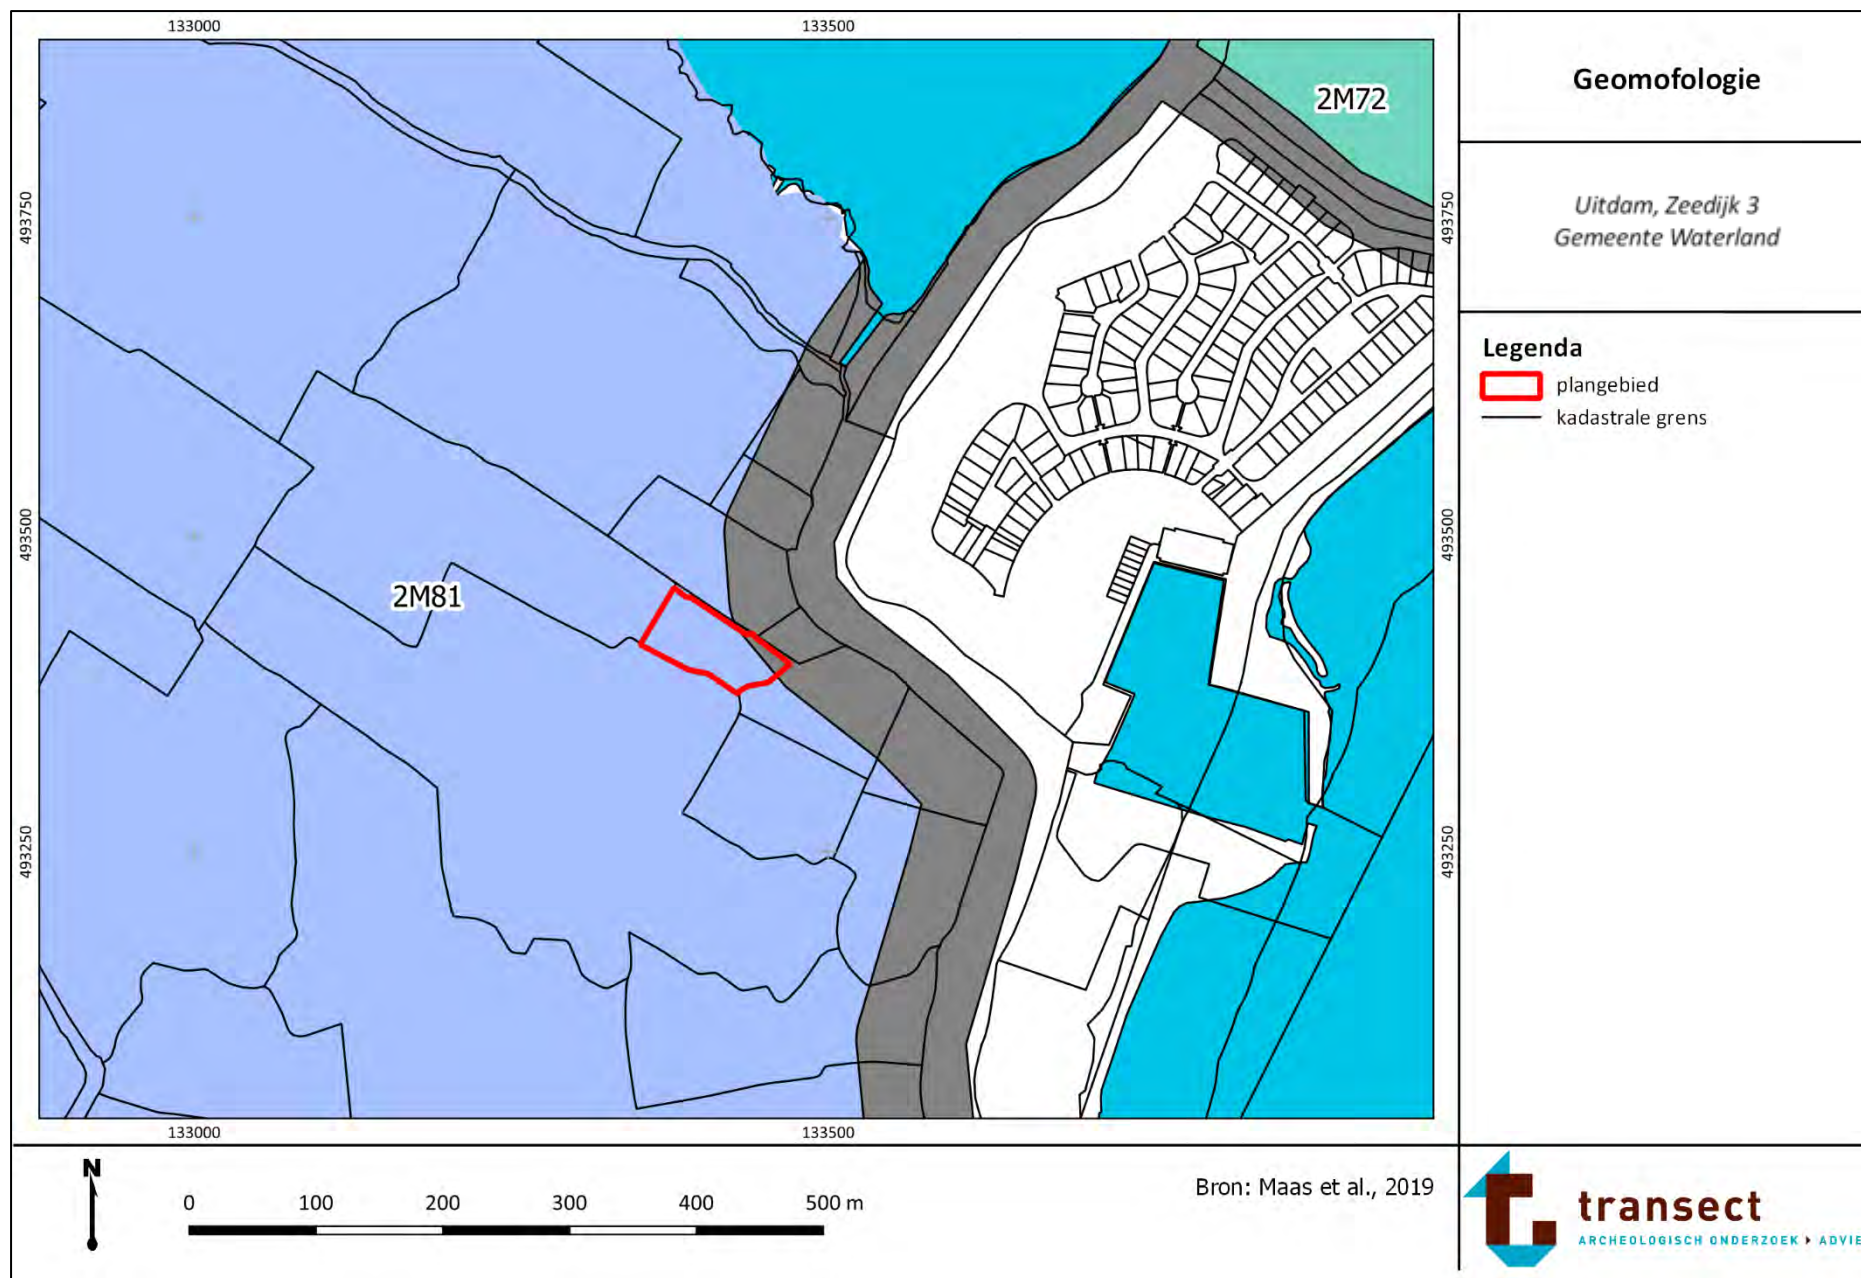 133000
133500
Geomofologie
2M72
Uitdam, Zeedijk 3
Gemeente Waterland
493750
493750
Legenda
plangebied
kadastrale grens
493500
493500
2M81
493250
493250
133000
133500
N
0 100 200 300 400 500 m
Bron: Maas et al., 2019
transect
ARCHEOLOGISCH ONDERZOEK ADVIE